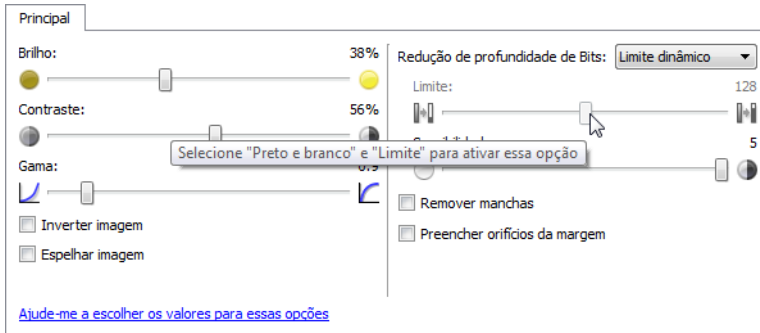 Principal
Brilho:
38%
Contraste:
56%
Gama:
0.9
Inverter imagem
Espelhar imagem
Ajude-me a escolher os valores para essas opções
Redução de profundidade de Bits:
Limite dinâmico
Limite:
128
5
Selecione "Preto e branco" e "Limite" para ativar essa opção
Remover manchas
Preencher orifícios da margem